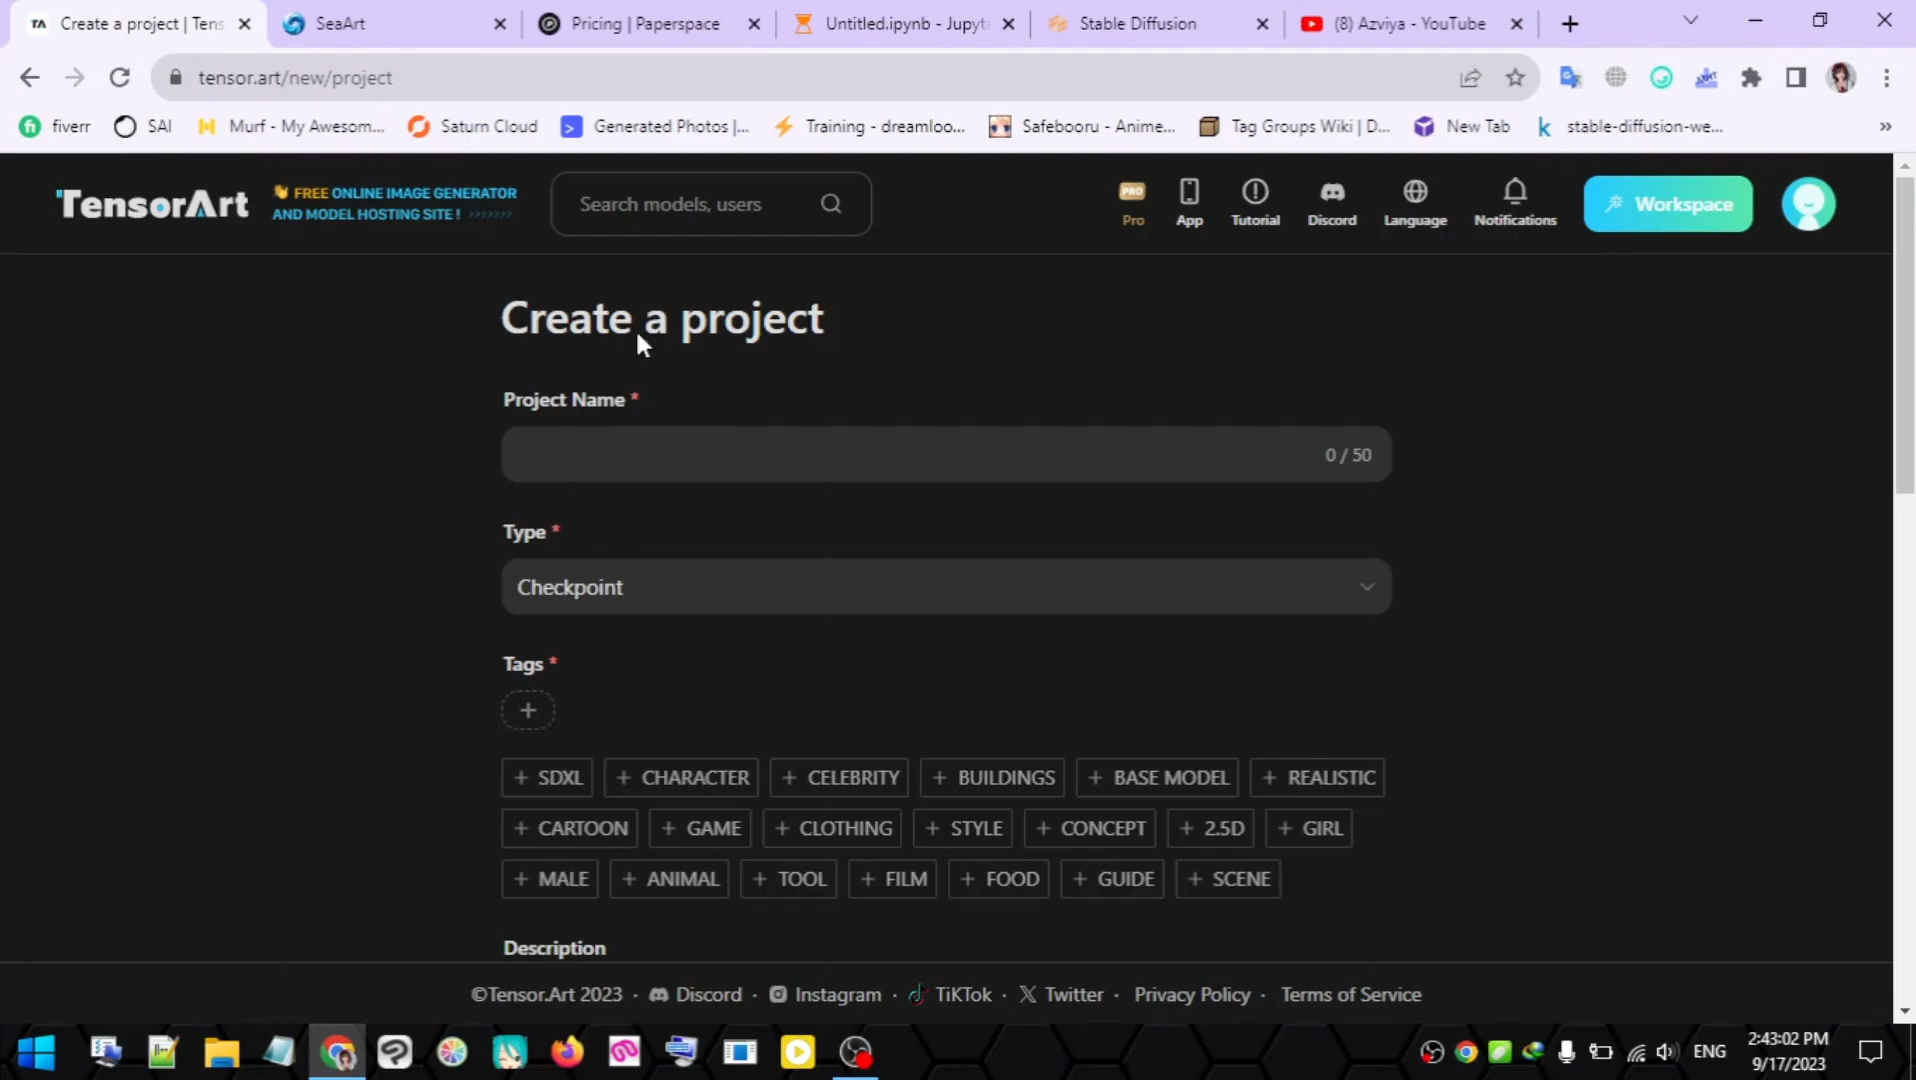 Create a project | Tens
SeaArt
Pricing | Paperspace
Untitled.ipynb - Jupyte
Stable Diffusion
(8) Azviya - YouTube
tensor.art/new/project
fiverr
SAI
Murf - My Awesom...
Saturn Cloud
Generated Photos |...
Training - dreamloo...
Safebooru - Anime...
Tag Groups Wiki | D...
New Tab
stable-diffusion-we...
TensorArt
FREE ONLINE IMAGE GENERATOR
AND MODEL HOSTING SITE !
Search models, users
PRO
Pro
App
Tutorial
Discord
Language
Notifications
Workspace
Create a project
Project Name *
0 / 50
Type *
Checkpoint
Tags *
+
+ SDXL + CHARACTER + CELEBRITY + BUILDINGS + BASE MODEL + REALISTIC
+ CARTOON + GAME + CLOTHING + STYLE + CONCEPT + 2.5D + GIRL
+ MALE + ANIMAL + TOOL + FILM + FOOD + GUIDE + SCENE
Description
©Tensor.Art 2023 · Discord · Instagram · TiKTok · Twitter · Privacy Policy · Terms of Service
ENG
2:43:02 PM
9/17/2023